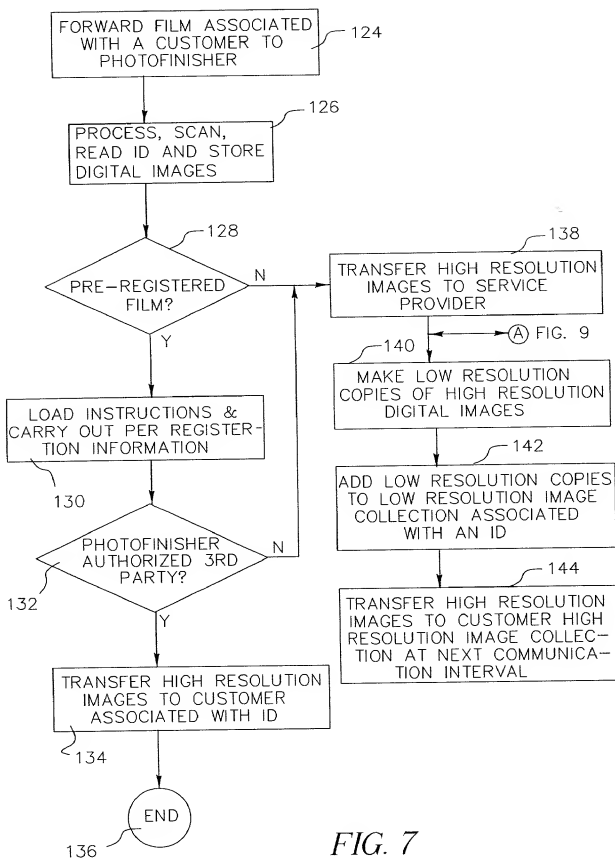 FORWARD FILM ASSOCIATED
WITH A CUSTOMER TO
PHOTOFINISHER
124
126
PROCESS, SCAN,
READ ID AND STORE
DIGITAL IMAGES
128
PRE-REGISTERED
FILM?
N
Y
LOAD INSTRUCTIONS &
CARRY OUT PER REGISTER-
TION INFORMATION
130
PHOTOFINISHER
AUTHORIZED 3RD
PARTY?
N
132
Y
TRANSFER HIGH RESOLUTION
IMAGES TO CUSTOMER
ASSOCIATED WITH ID
134
END
136
138
TRANSFER HIGH RESOLUTION
IMAGES TO SERVICE
PROVIDER
A FIG. 9
140
MAKE LOW RESOLUTION
COPIES OF HIGH RESOLUTION
DIGITAL IMAGES
142
ADD LOW RESOLUTION COPIES
TO LOW RESOLUTION IMAGE
COLLECTION ASSOCIATED
WITH AN ID
144
TRANSFER HIGH RESOLUTION
IMAGES TO CUSTOMER HIGH
RESOLUTION IMAGE COLLEC-
TION AT NEXT COMMUNICA-
TION INTERVAL
FIG. 7